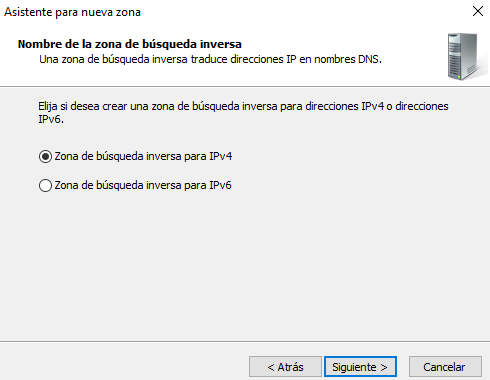 Asistente para nueva zona
Nombre de la zona de búsqueda inversa
Una zona de búsqueda inversa traduce direcciones IP en nombres DNS.
Elija si desea crear una zona de búsqueda inversa para direcciones IPv4 o direcciones
IPv6.
Zona de búsqueda inversa para IPv4
Zona de búsqueda inversa para IPv6
< Atrás
Siguiente >
Cancelar